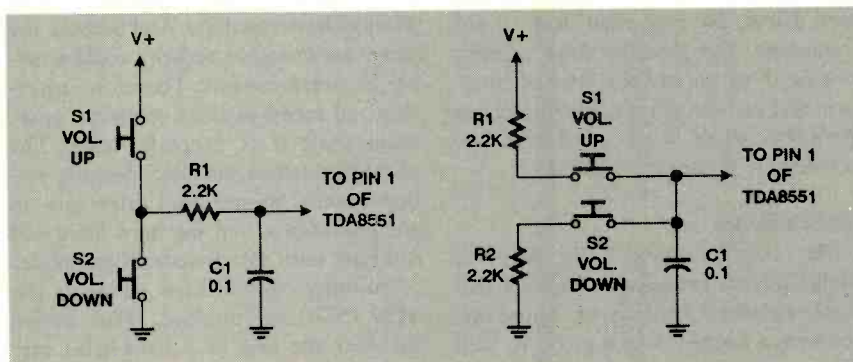 V+
S1
VOL.
UP
R1
2.2K
TO PIN 1
OF
TDA8551
S2
VOL.
DOWN
C1
0.1
V+
R1
2.2K
S1
VOL.
UP
TO PIN 1
OF
TDA8551
R2
2.2K
S2
VOL.
DOWN
C1
0.1